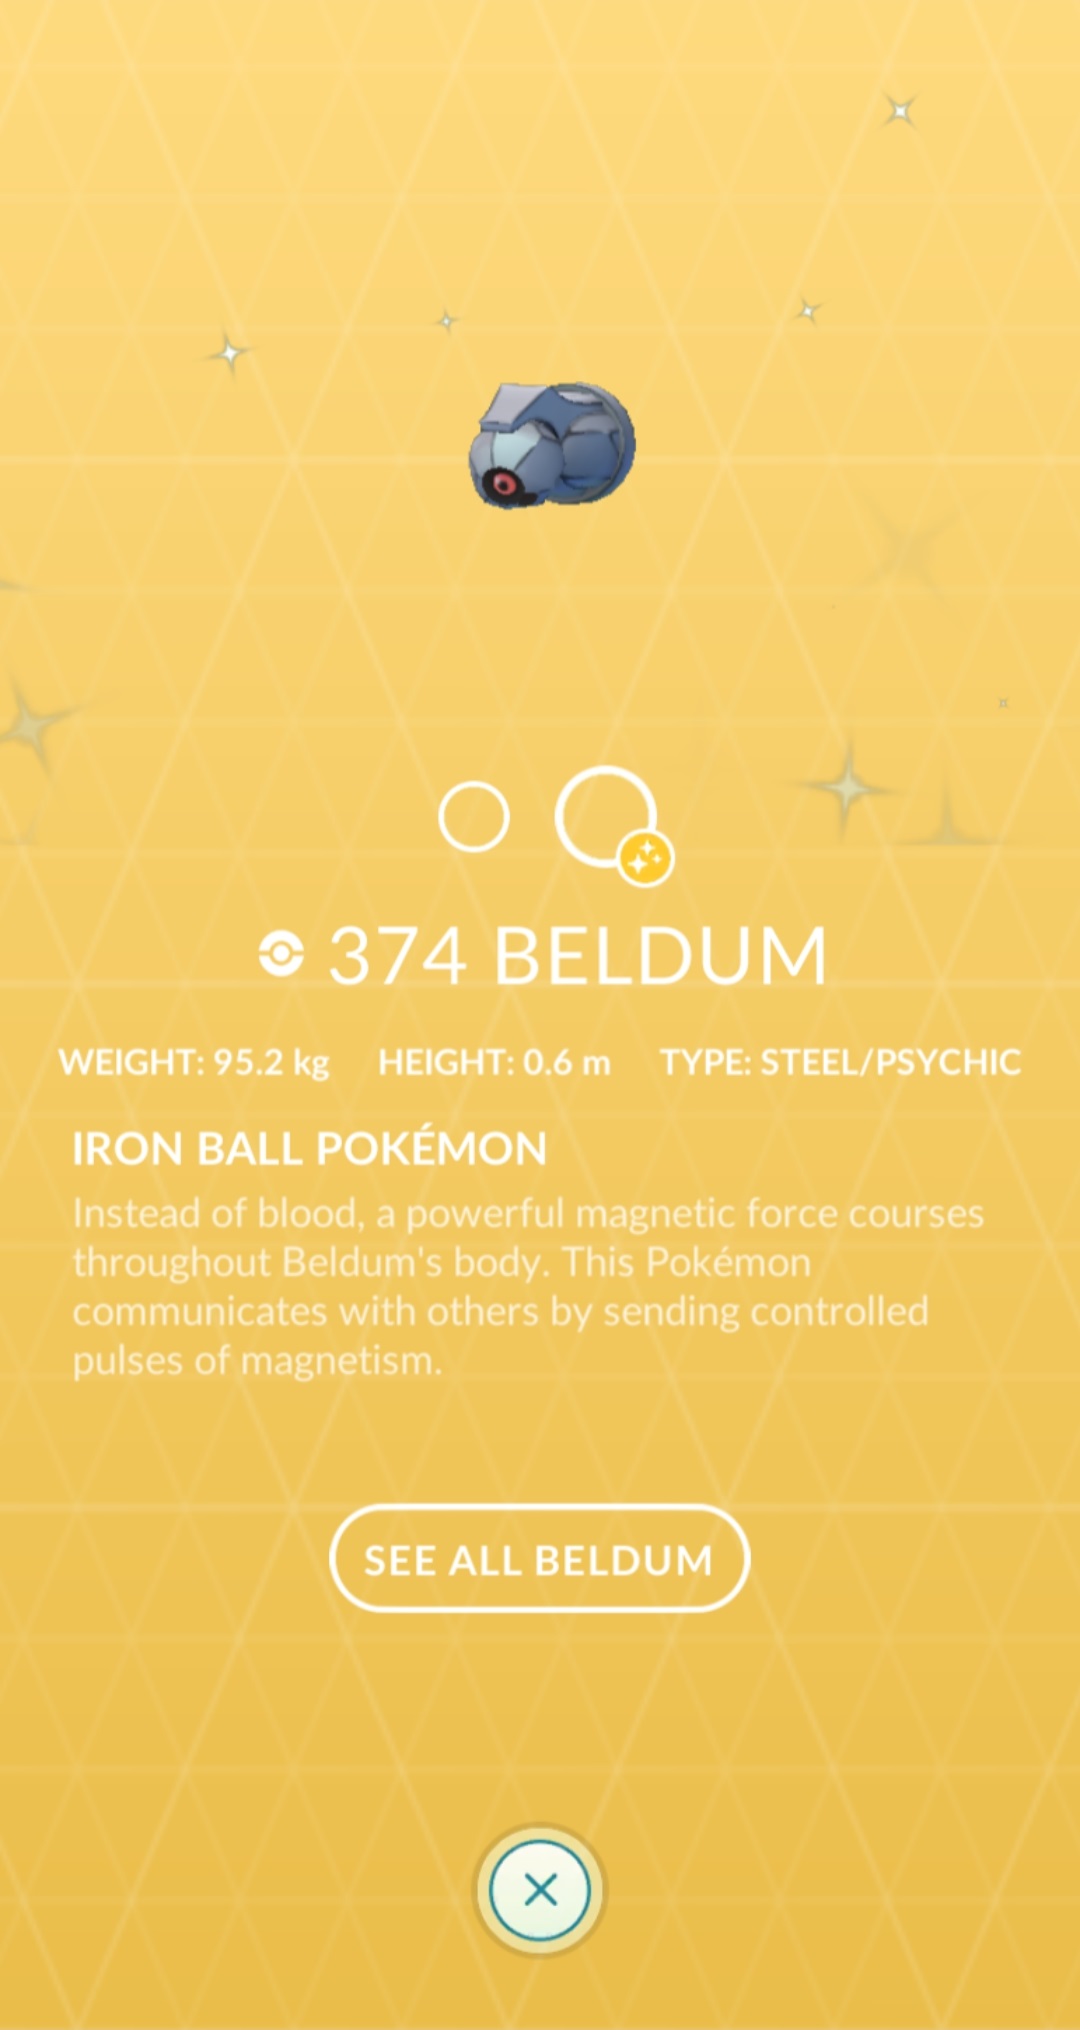 374 BELDUM
WEIGHT: 95.2 kg HEIGHT: 0.6 m TYPE: STEEL/PSYCHIC
IRON BALL POKÉMON
Instead of blood, a powerful magnetic force courses
throughout Beldum's body. This Pokémon
communicates with others by sending controlled
pulses of magnetism.
SEE ALL BELDUM